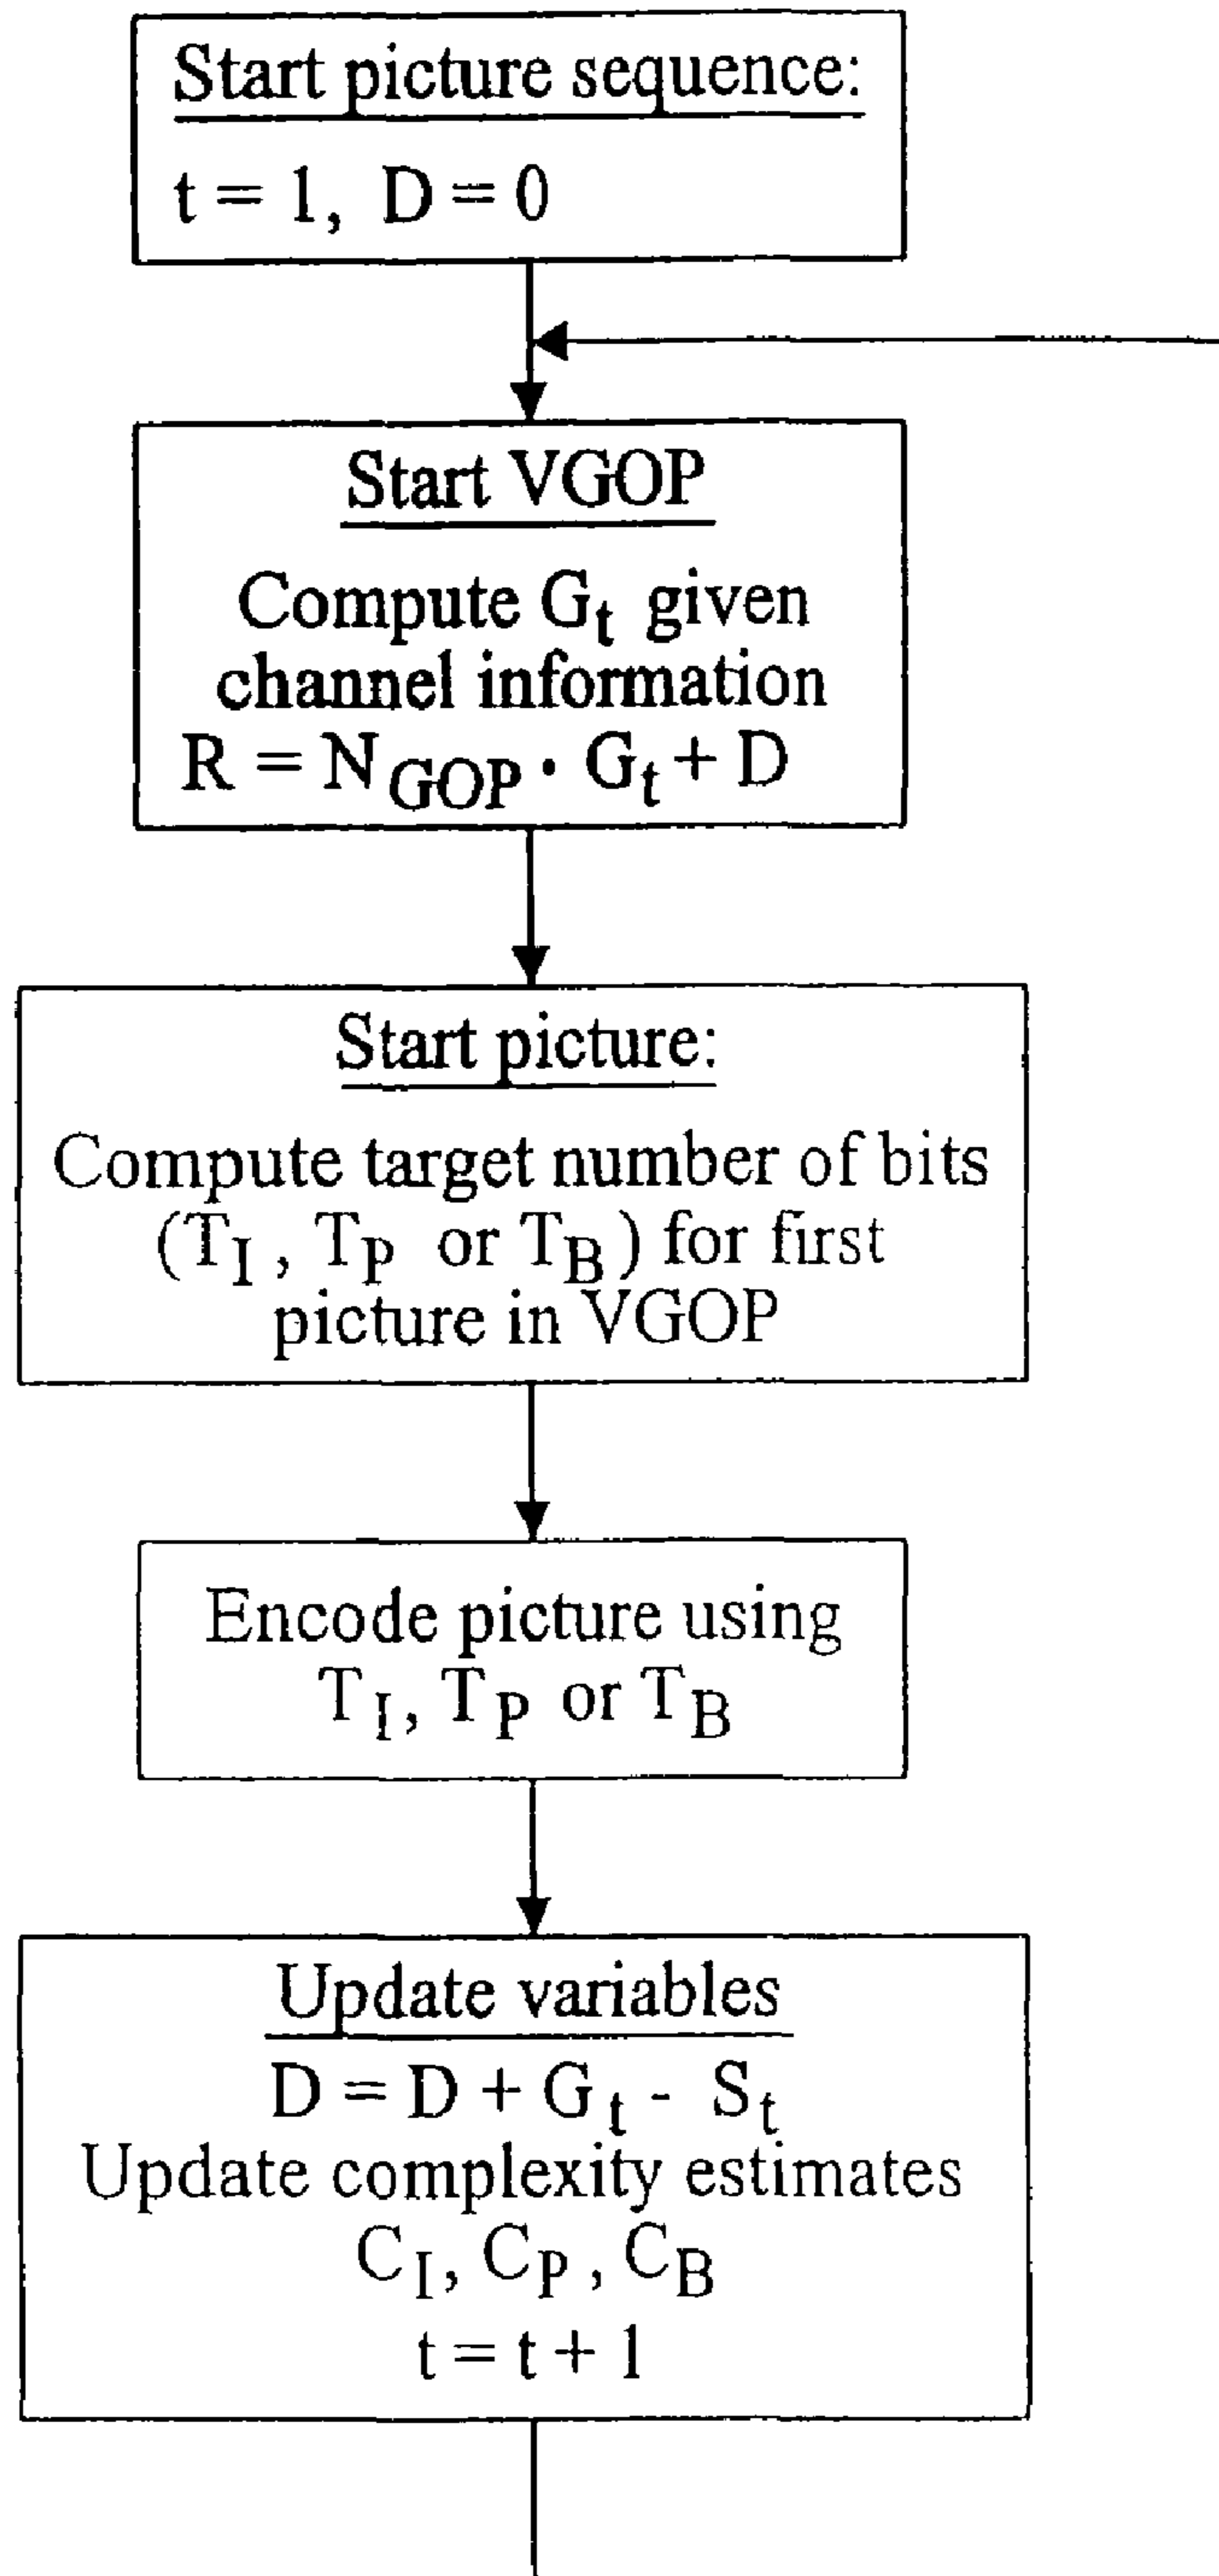 Start picture sequence:
t = 1, D = 0
Start VGOP
Compute G_t given
channel information
R = N_GOP · G_t + D
Start picture:
Compute target number of bits
(T_I , T_P or T_B ) for first
picture in VGOP
Encode picture using
T_I, T_P or T_B
Update variables
D = D + G_t - S_t
Update complexity estimates
C_I, C_P , C_B
t = t + 1